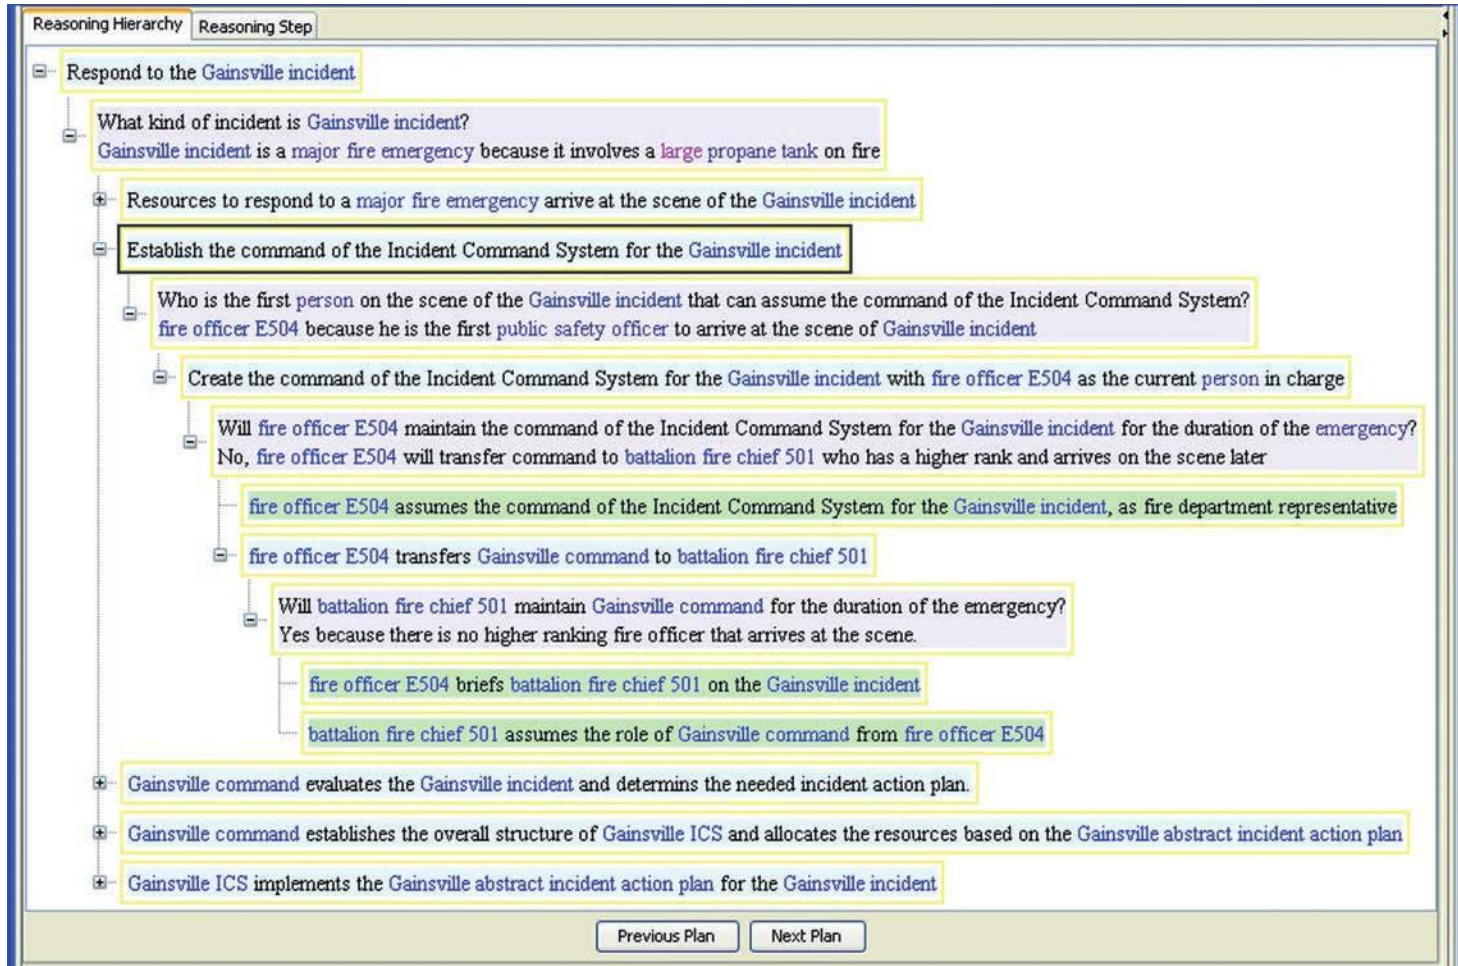 Reasoning Hierarchy
Reasoning Step
Respond to the Gainsville incident
What kind of incident is Gainsville incident?
Gainsville incident is a major fire emergency because it involves a large propane tank on fire
Resources to respond to a major fire emergency arrive at the scene of the Gainsville incident
Establish the command of the Incident Command System for the Gainsville incident
Who is the first person on the scene of the Gainsville incident that can assume the command of the Incident Command System?
fire officer E504 because he is the first public safety officer to arrive at the scene of Gainsville incident
Create the command of the Incident Command System for the Gainsville incident with fire officer E504 as the current person in charge
Will fire officer E504 maintain the command of the Incident Command System for the Gainsville incident for the duration of the emergency?
No, fire officer E504 will transfer command to battalion fire chief 501 who has a higher rank and arrives on the scene later
fire officer E504 assumes the command of the Incident Command System for the Gainsville incident, as fire department representative
fire officer E504 transfers Gainsville command to battalion fire chief 501
Will battalion fire chief 501 maintain Gainsville command for the duration of the emergency?
Yes because there is no higher ranking fire officer that arrives at the scene.
fire officer E504 briefs battalion fire chief 501 on the Gainsville incident
battalion fire chief 501 assumes the role of Gainsville command from fire officer E504
Gainsville command evaluates the Gainsville incident and determins the needed incident action plan.
Gainsville command establishes the overall structure of Gainsville ICS and allocates the resources based on the Gainsville abstract incident action plan
Gainsville ICS implements the Gainsville abstract incident action plan for the Gainsville incident
Previous Plan
Next Plan